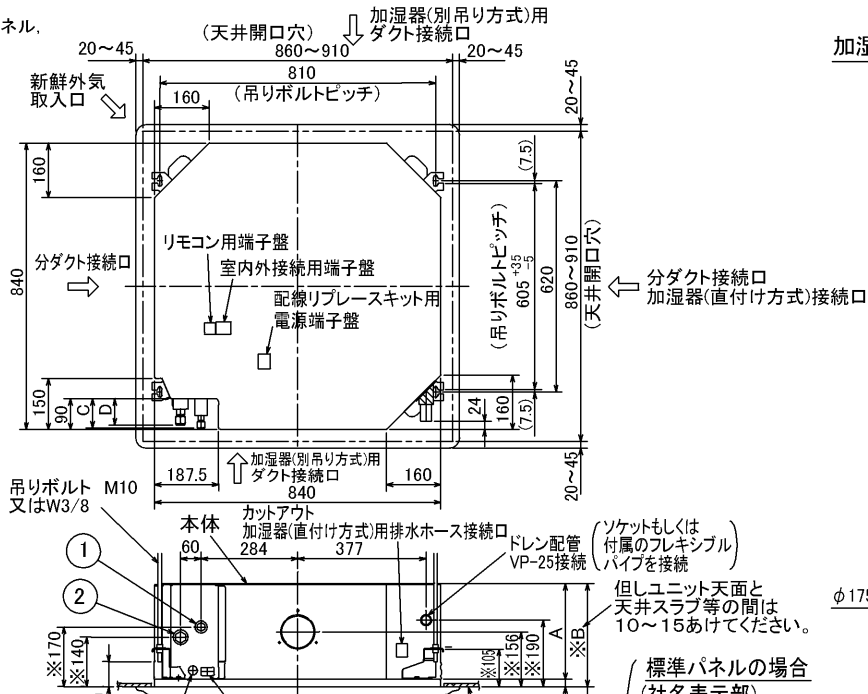 ネル,
(天井開口穴)
加湿器(別吊り方式)用
ダクト接続口
20～45
860～910
20～45
810
(吊りボルトピッチ)
新鮮外気
取入口
160
20～45
加湿
160
(7.5)
リモコン用端子盤
室内外接続用端子盤
配線リプレースキット用
電源端子盤
分ダクト接続口
840
(吊りボルトピッチ)
605 +35 -5
620
860～910
(天井開口穴)
分ダクト接続口
加湿器(直付け方式)接続口
150
90
C
D
24
160
(7.5)
187.5
加湿器(別吊り方式)用
ダクト接続口
160
20～45
840
吊りボルト M10
又はW3/8
本体
カットアウト
加湿器(直付け方式)用排水ホース接続口
ドレン配管
VP-25接続
ソケットもしくは
付属のフレキシブル
パイプを接続
1
60
284
377
2
但しユニット天面と
天井スラブ等の間は
10～15あけてください。
φ175
※170
※140
※105
※156
※190
A
※B
標準パネルの場合
(社名表示部)